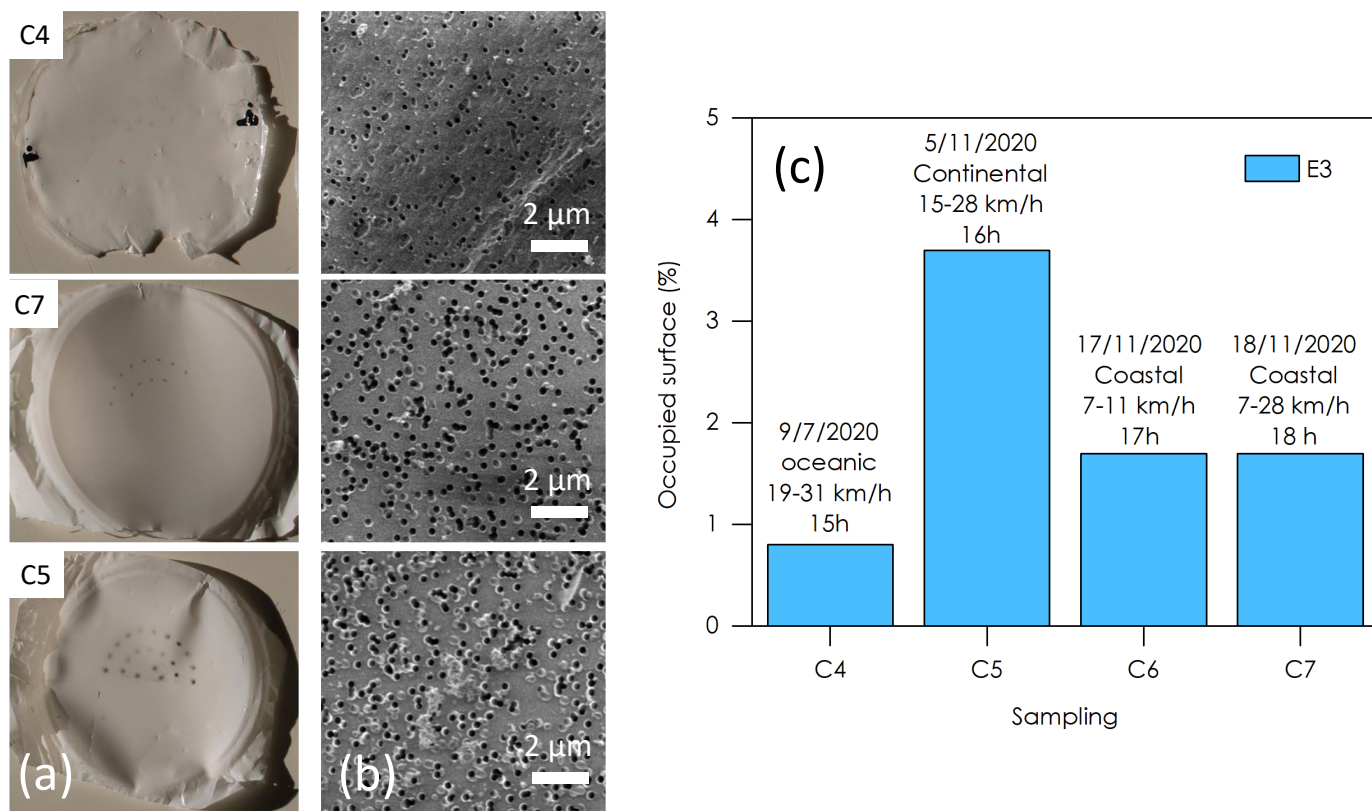 C4
2 µm
C7
2 µm
C5
2 µm
(a)
(b)
(c)
E3
Occupied surface (%)
5
4
3
2
1
0
9/7/2020
oceanic
19-31 km/h
15h
5/11/2020
Continental
15-28 km/h
16h
17/11/2020
Coastal
7-11 km/h
17h
18/11/2020
Coastal
7-28 km/h
18 h
C4
C5
C6
C7
Sampling